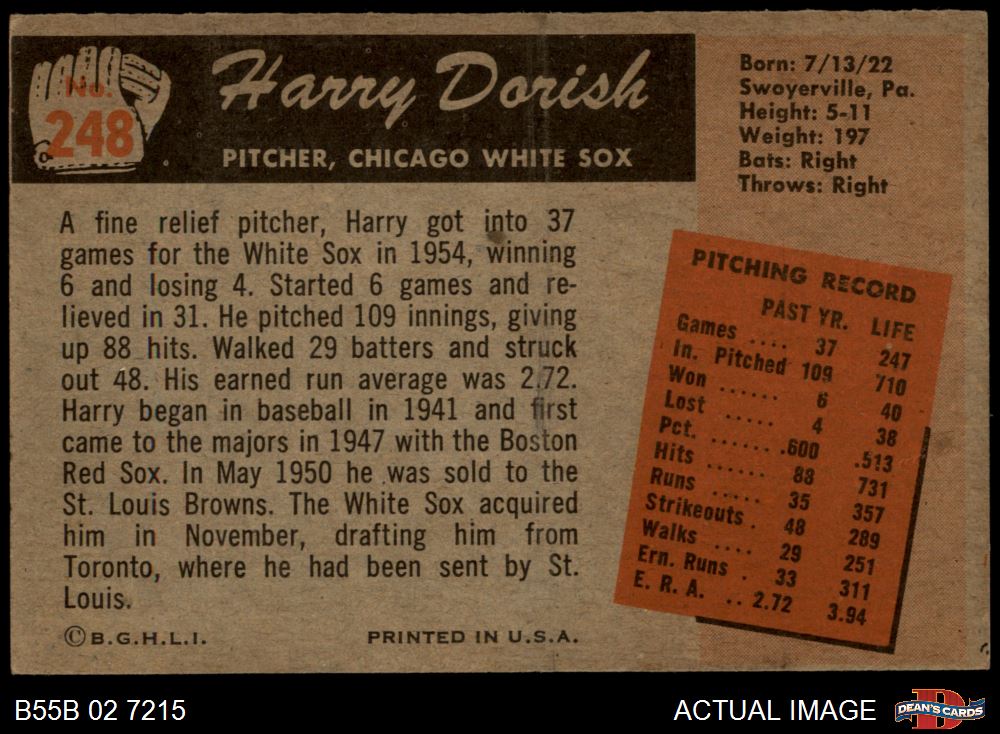 No.
248
Harry Dorish
PITCHER, CHICAGO WHITE SOX
Born: 7/13/22
Swoyerville, Pa.
Height: 5-11
Weight: 197
Bats: Right
Throws: Right
A fine relief pitcher, Harry got into 37
games for the White Sox in 1954, winning
6 and losing 4. Started 6 games and re-
lieved in 31. He pitched 109 innings, giving
up 88 hits. Walked 29 batters and struck
out 48. His earned run average was 2.72.
Harry began in baseball in 1941 and first
came to the majors in 1947 with the Boston
Red Sox. In May 1950 he was sold to the
St. Louis Browns. The White Sox acquired
him in November, drafting him from
Toronto, where he had been sent by St.
Louis.
PITCHING RECORD
PAST YR. LIFE
Games .... 37 247
In. Pitched 109 710
Won ...... 6 40
Lost ..... 4 38
Pct. ...... .600 .513
Hits ...... 88 731
Runs ..... 35 357
Strikeouts . 48 289
Walks .... 29 251
Ern. Runs . 33 311
E. R. A. .. 2.72 3.94
©B.G.H.L.I. PRINTED IN U.S.A.
B55B 02 7215 ACTUAL IMAGE DEAN'S CARDS